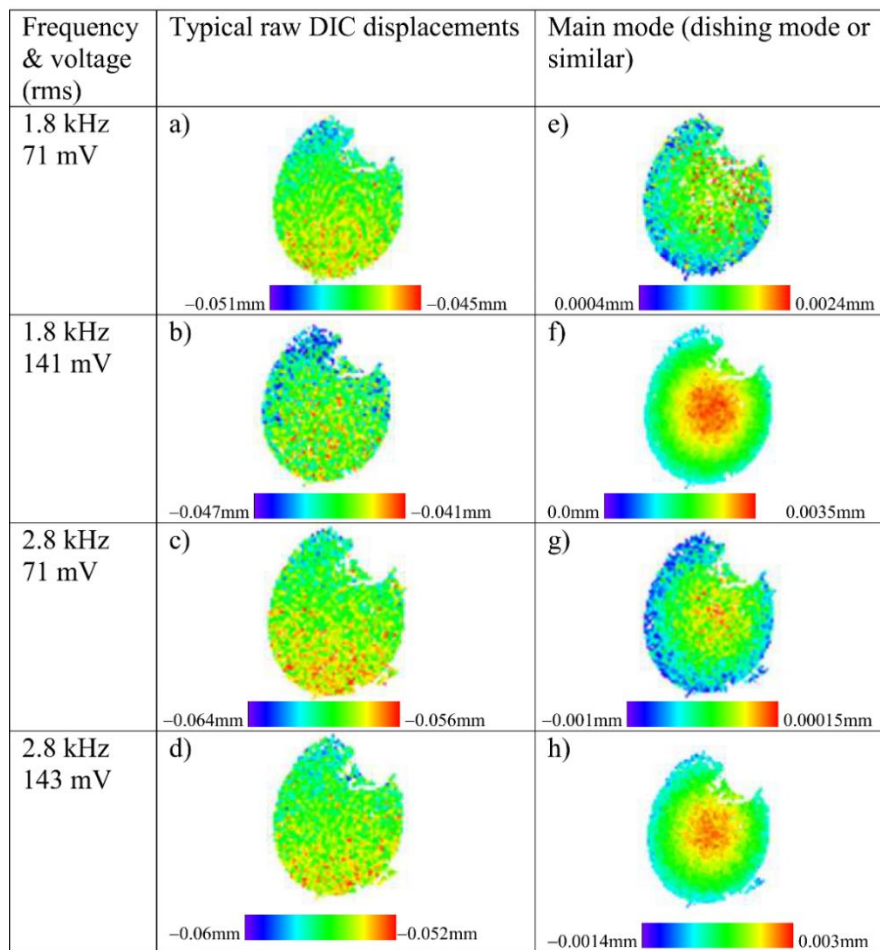 Frequency & voltage (rms)
Typical raw DIC displacements
Main mode (dishing mode or similar)
1.8 kHz
71 mV
a)
−0.051mm
−0.045mm
e)
0.0004mm
0.0024mm
1.8 kHz
141 mV
b)
−0.047mm
−0.041mm
f)
0.0mm
0.0035mm
2.8 kHz
71 mV
c)
−0.064mm
−0.056mm
g)
−0.001mm
0.00015mm
2.8 kHz
143 mV
d)
−0.06mm
−0.052mm
h)
−0.0014mm
0.003mm